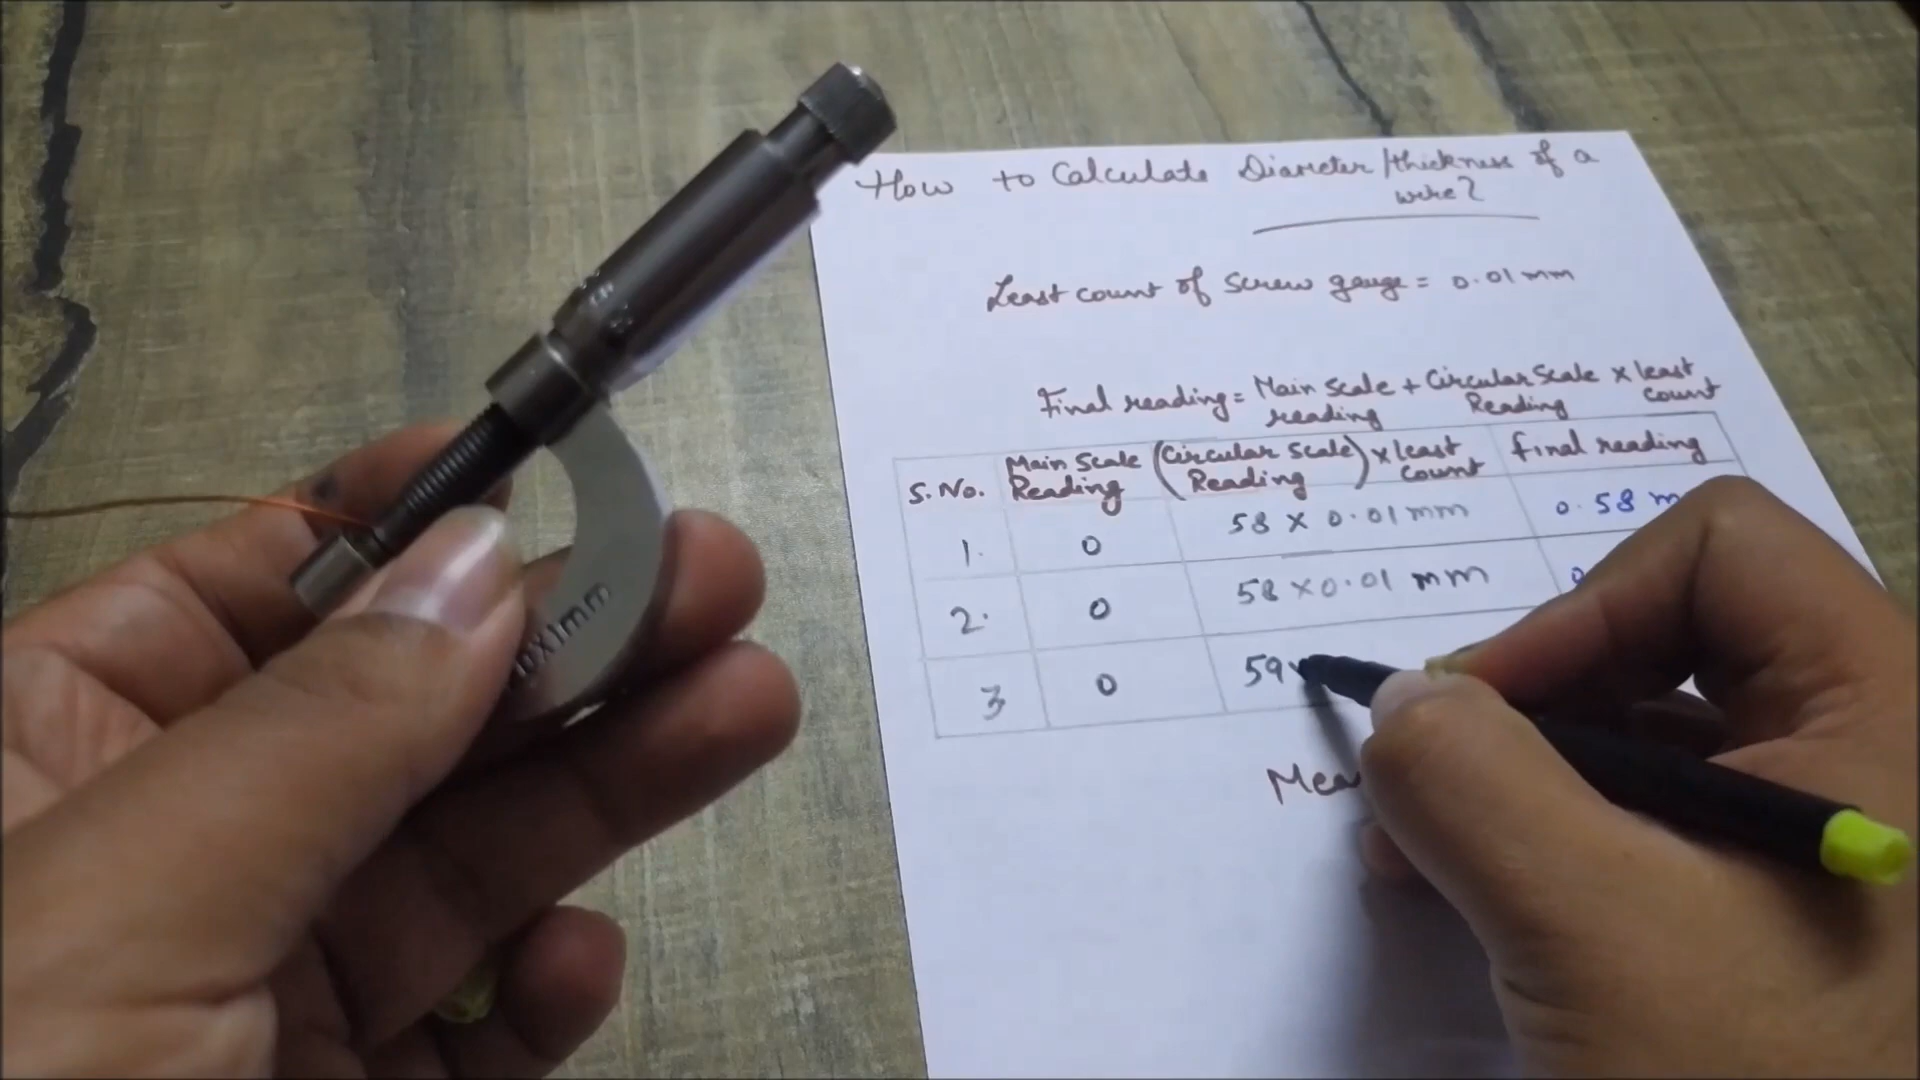 How to Calculate Diameter/thickness of a
wire?
Least count of Screw gauge = 0.01 mm
Final reading = Main Scale + Circular Scale × least
reading Reading count
S.No. Main Scale (Circular Scale) × least final reading
Reading Reading count
1. 0 58 × 0.01 mm 0.58 m
2. 0 58 × 0.01 mm 0
3 0 59 ×
Mea
X1mm